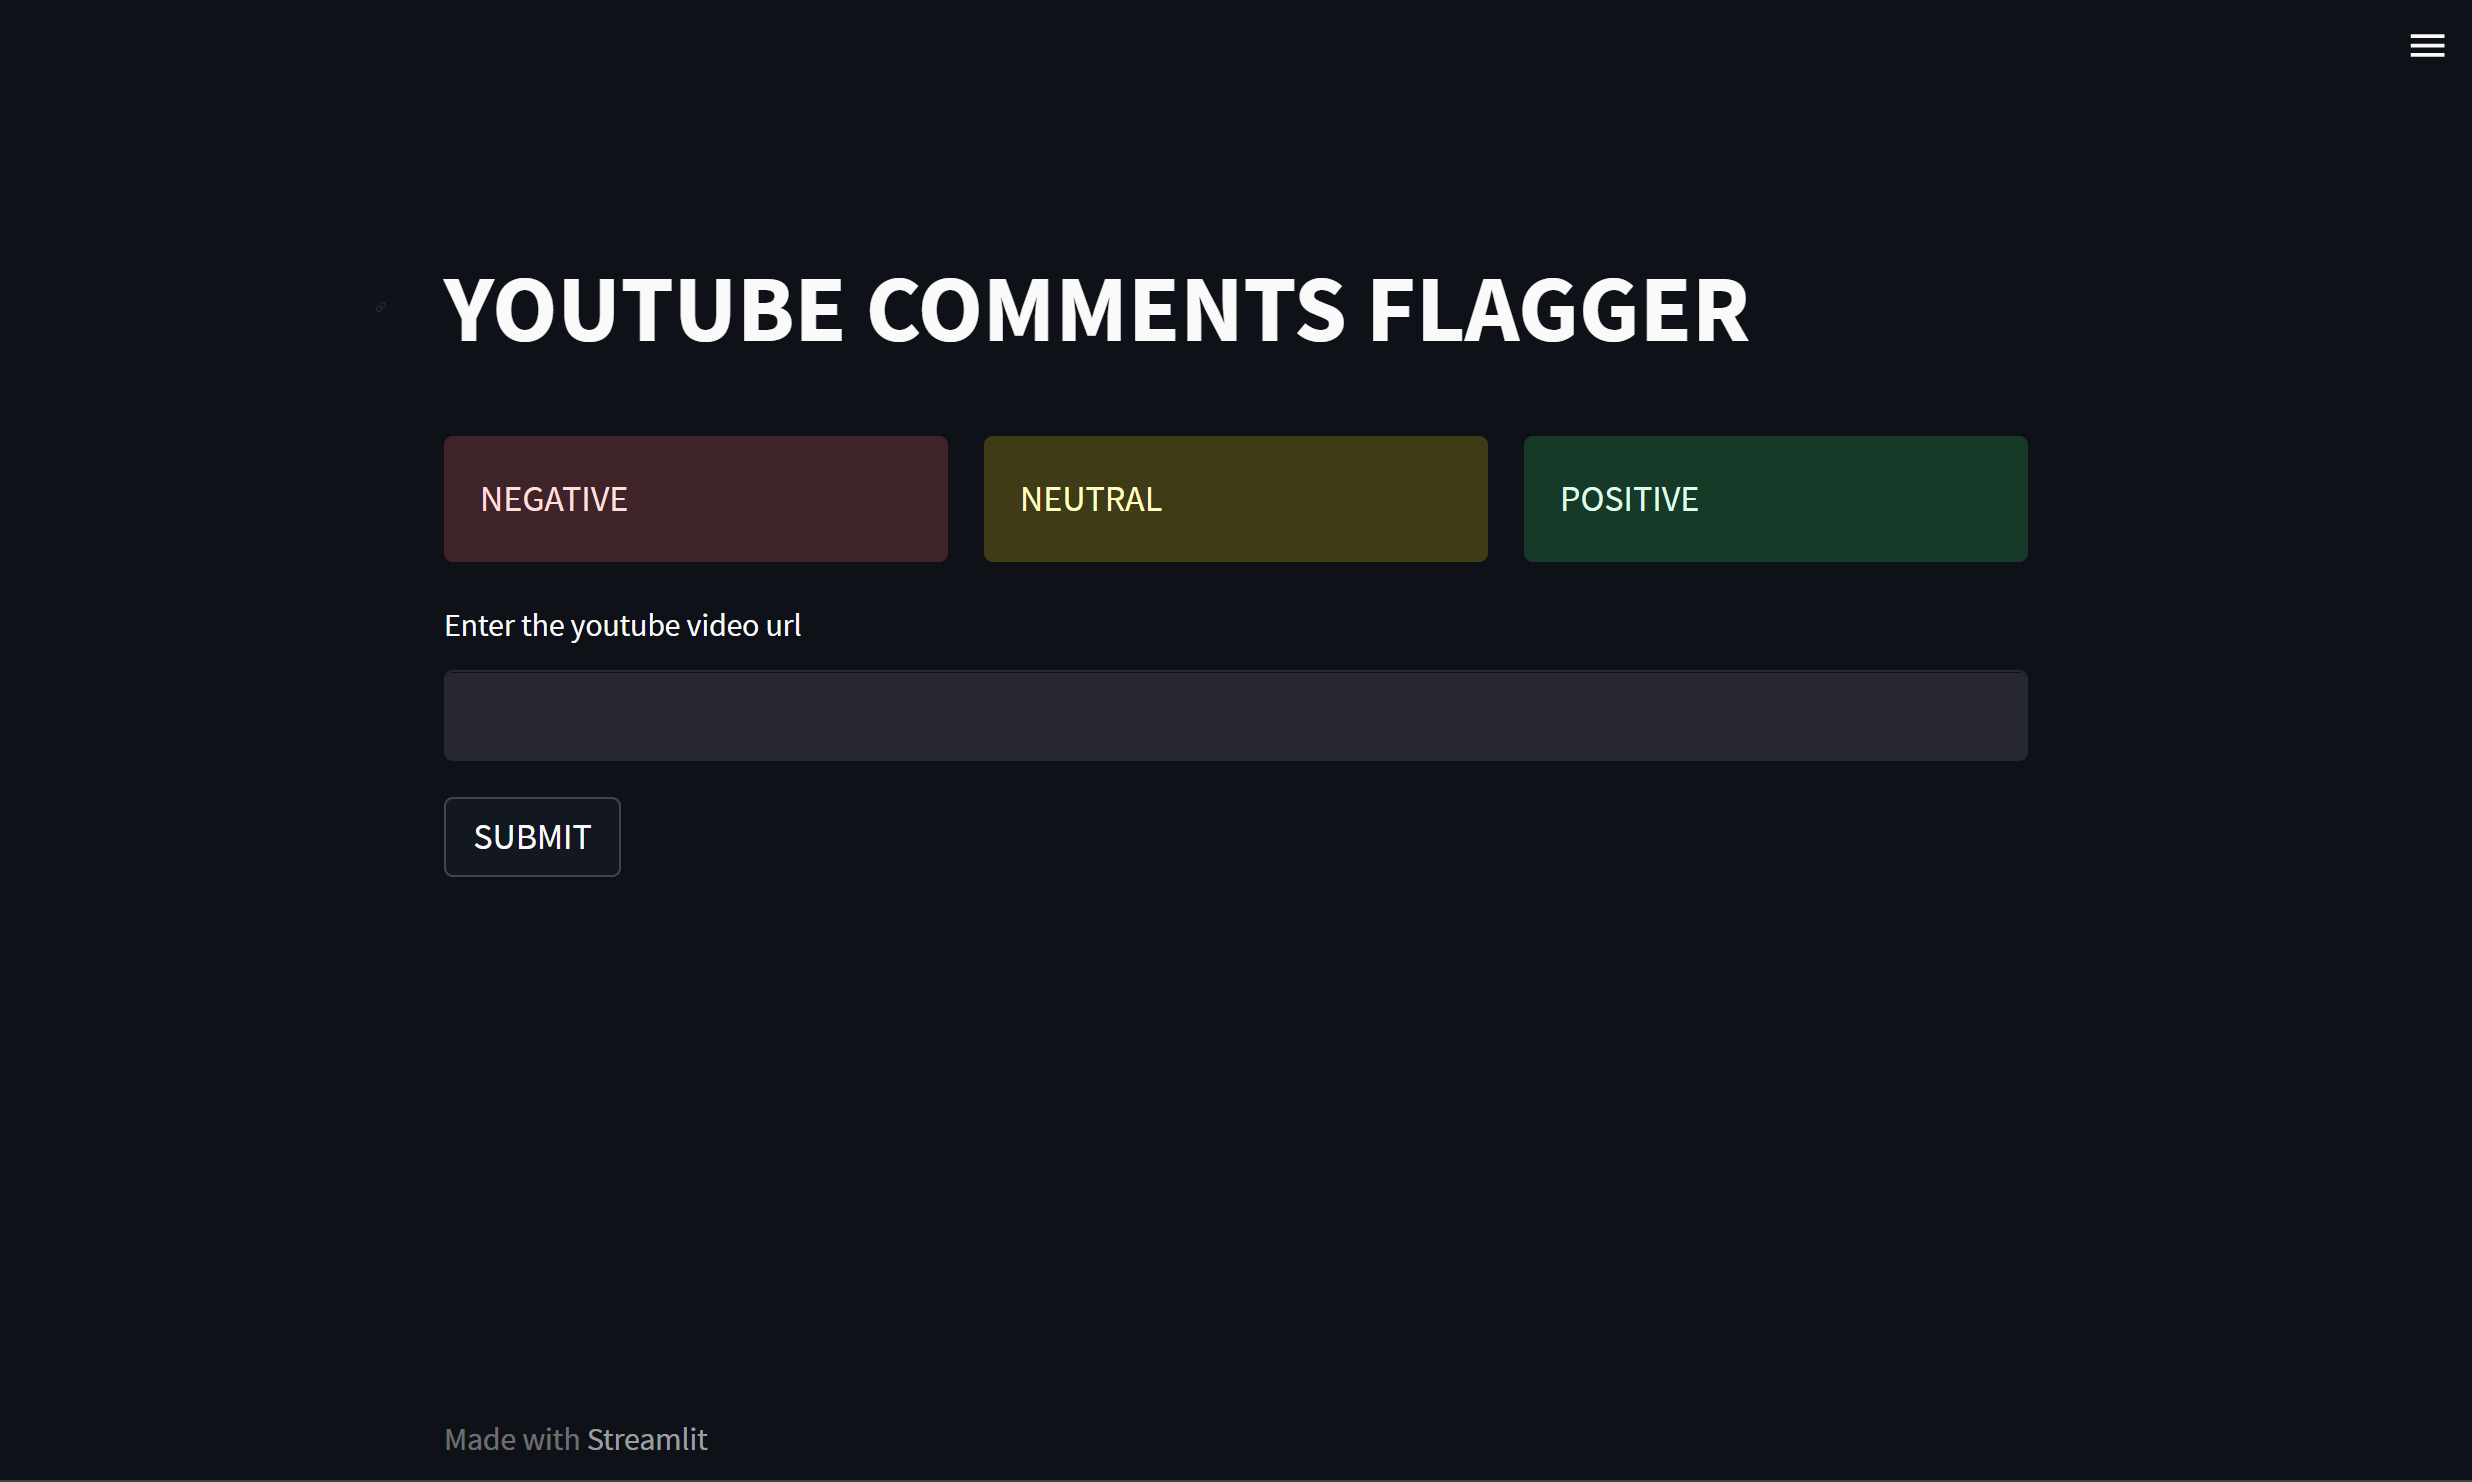 YOUTUBE COMMENTS FLAGGER
NEGATIVE
NEUTRAL
POSITIVE
Enter the youtube video url
SUBMIT
Made with Streamlit